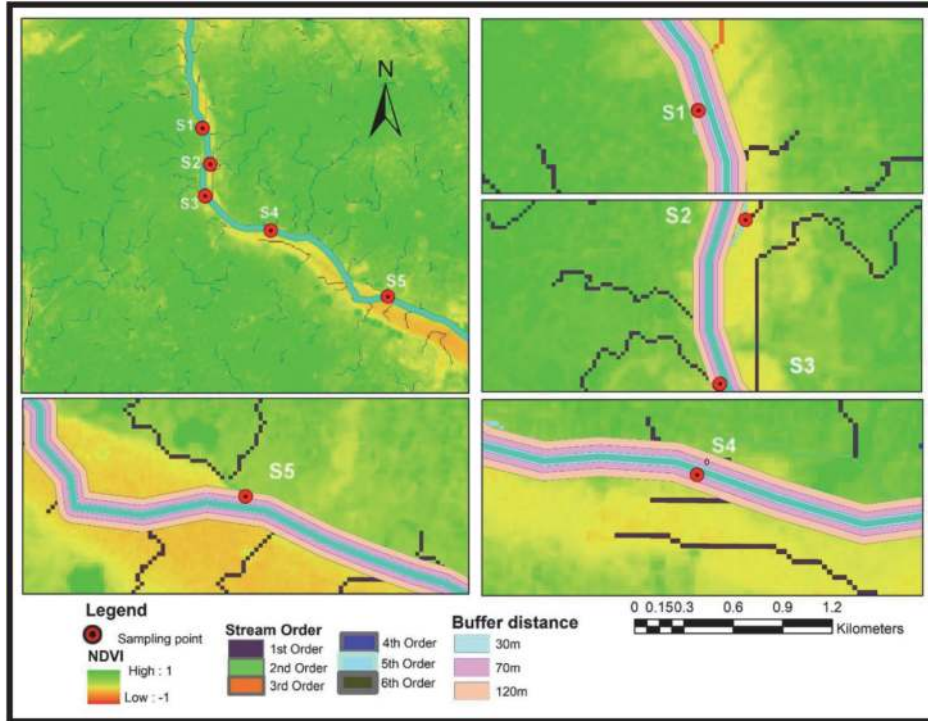 N
S1
S2
S3
S4
S5
S1
S2
S3
S5
S4
Legend
Sampling point
NDVI
High : 1
Low : -1
Stream Order
1st Order
2nd Order
3rd Order
4th Order
5th Order
6th Order
Buffer distance
30m
70m
120m
0 0.150.3 0.6 0.9 1.2
Kilometers